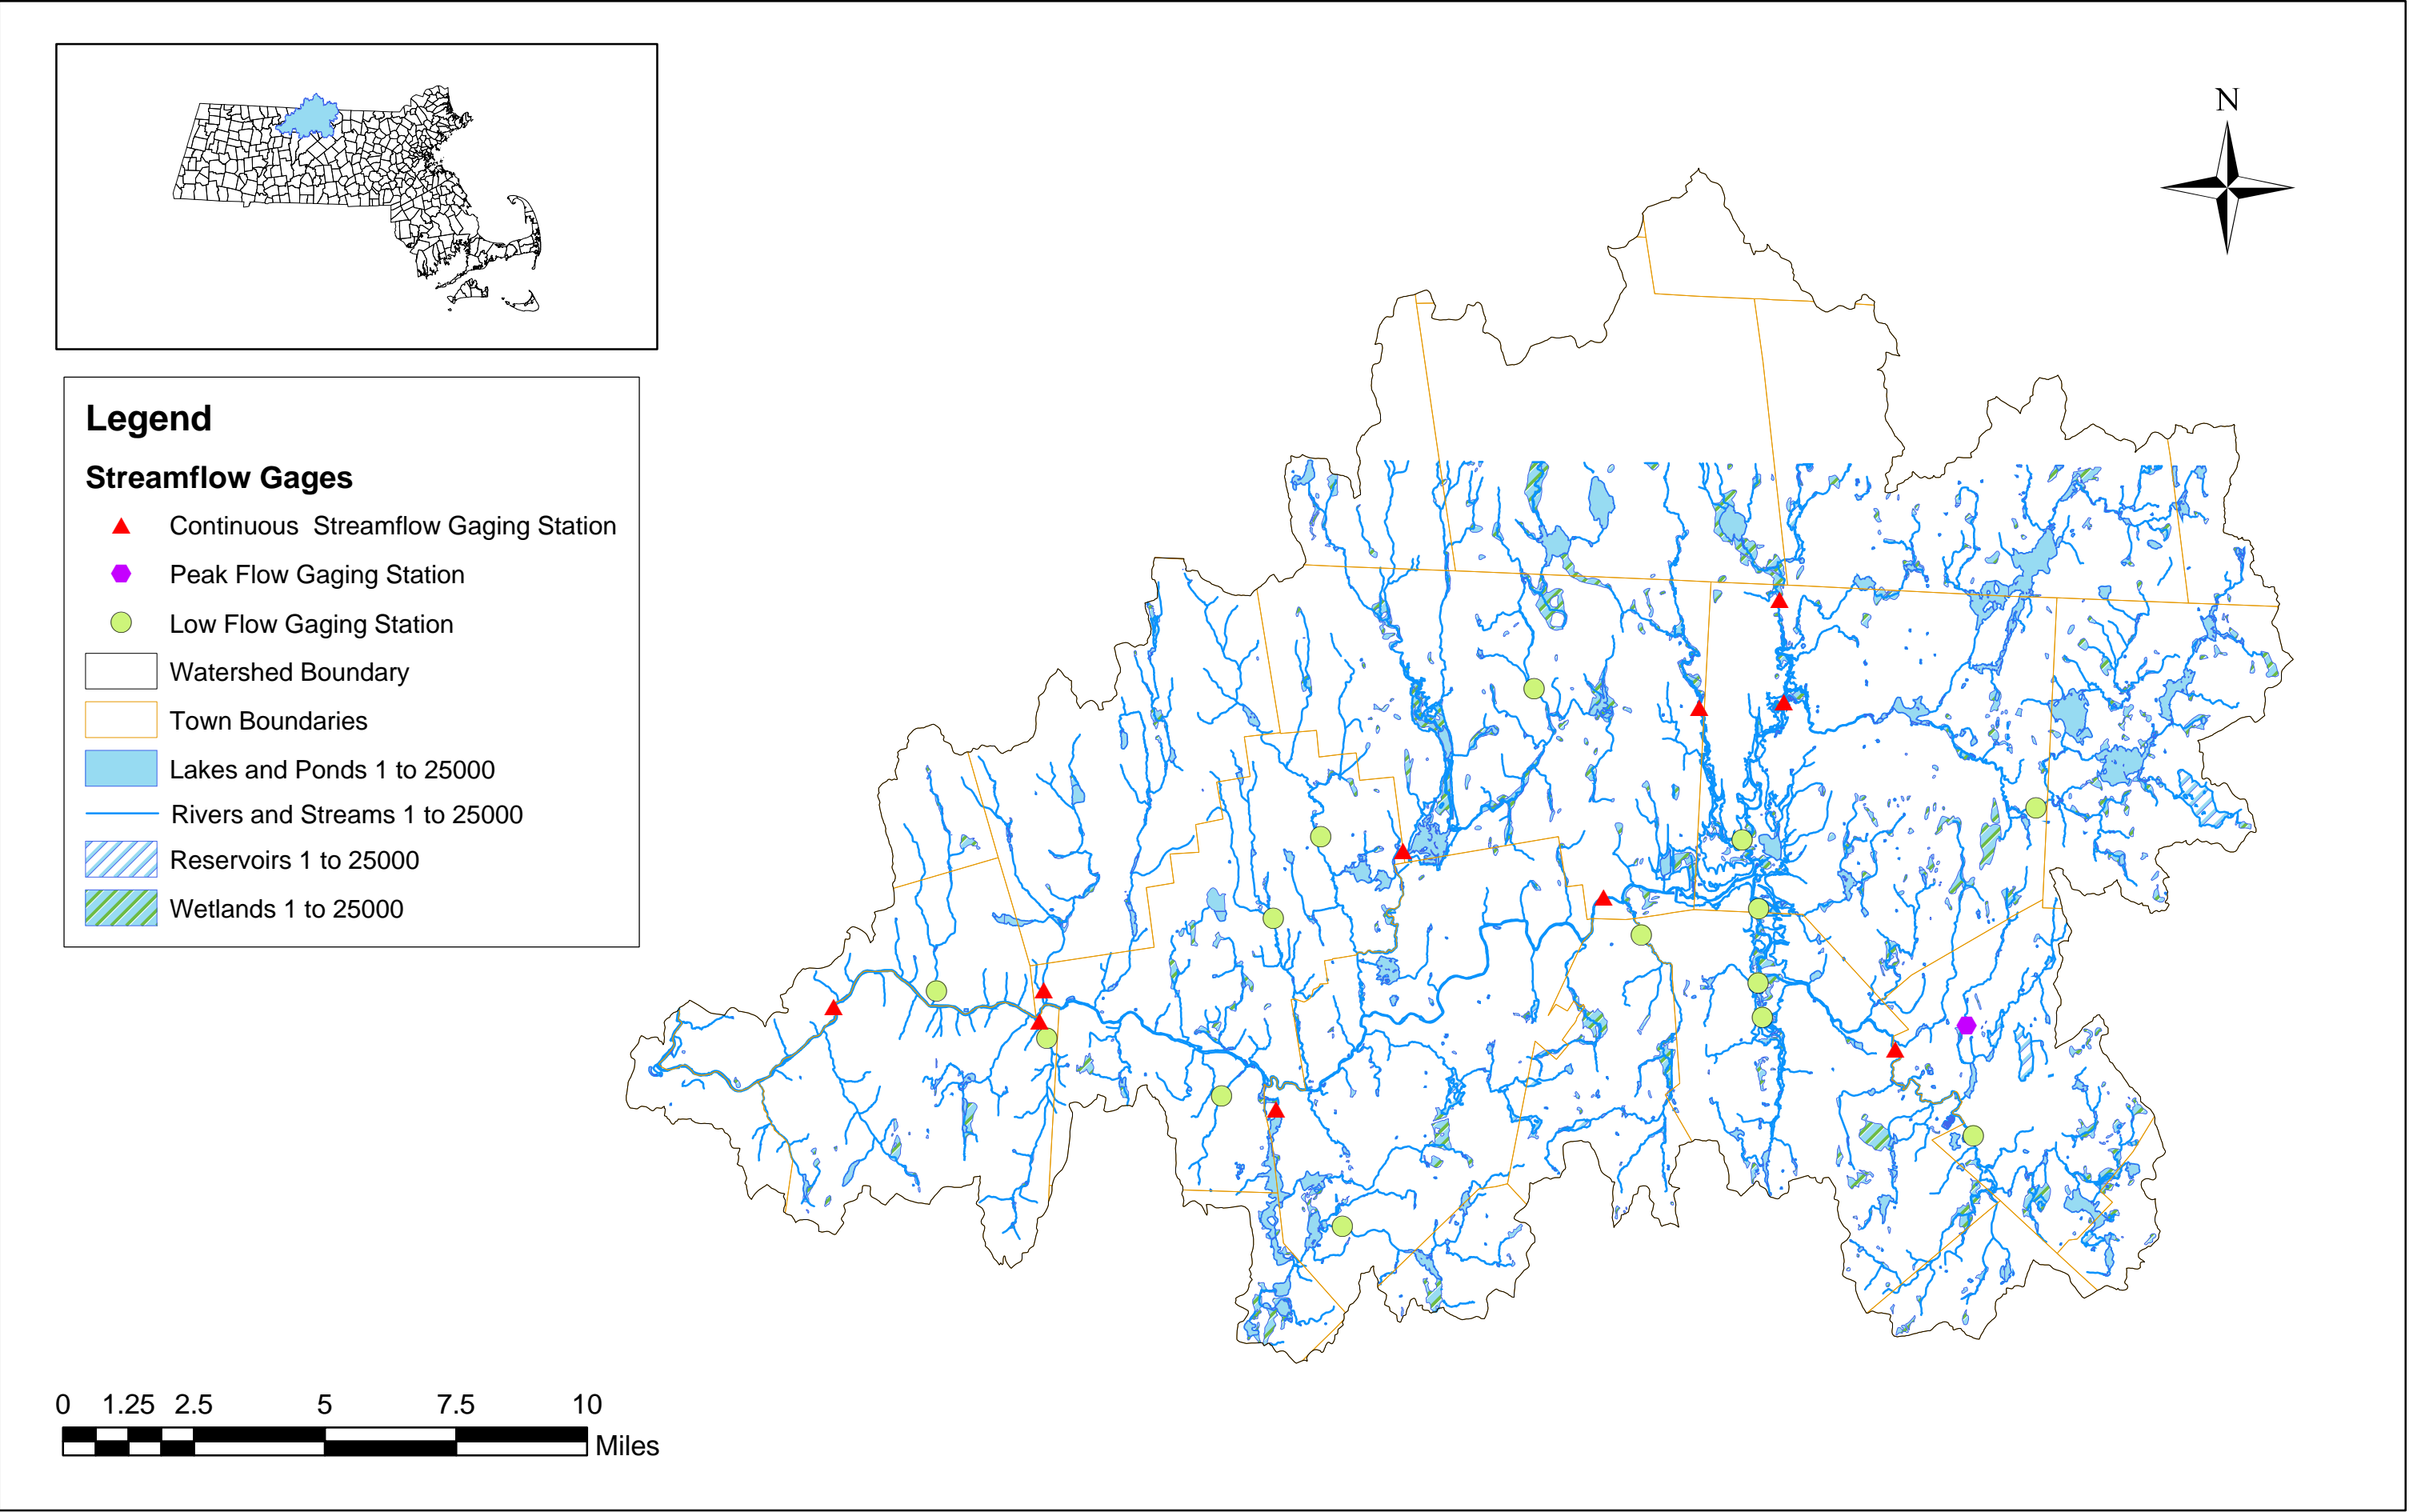 N
Legend
Streamflow Gages
Continuous  Streamflow Gaging Station
Peak Flow Gaging Station
Low Flow Gaging Station
Watershed Boundary
Town Boundaries
Lakes and Ponds 1 to 25000
Rivers and Streams 1 to 25000
Reservoirs 1 to 25000
Wetlands 1 to 25000
0 1.25 2.5 5 7.5 10
Miles